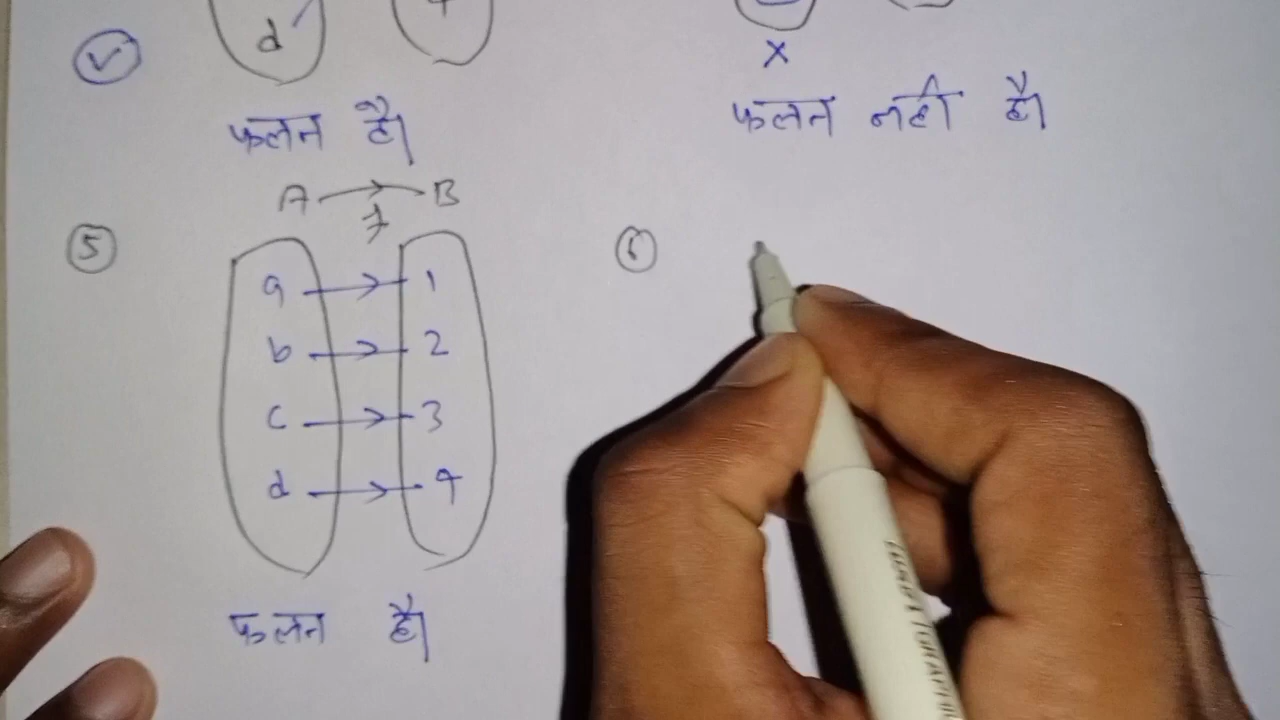 d
फलन है।
x
फलन नही है।
A → B
f
5
a → 1
b → 2
c → 3
d → 4
फलन है।
6